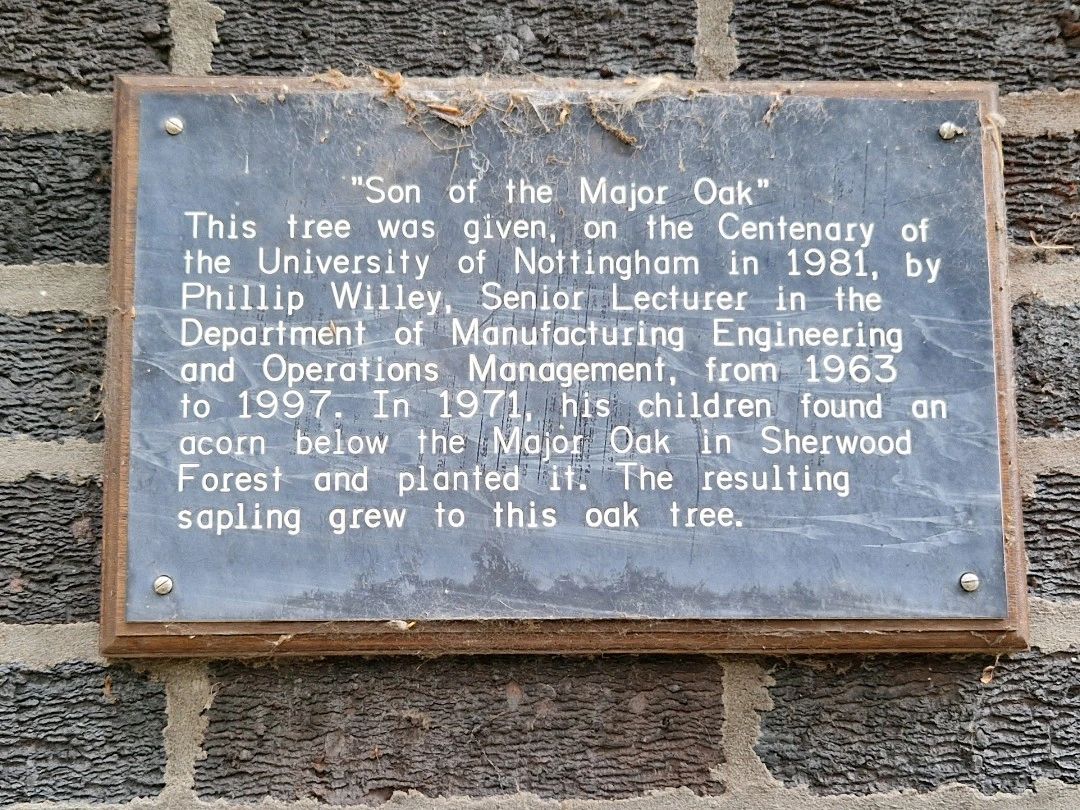 "Son of the Major Oak"
This tree was given, on the Centenary of
the University of Nottingham in 1981, by
Phillip Willey, Senior Lecturer in the
Department of Manufacturing Engineering
and Operations Management, from 1963
to 1997. In 1971, his children found an
acorn below the Major Oak in Sherwood
Forest and planted it. The resulting
sapling grew to this oak tree.